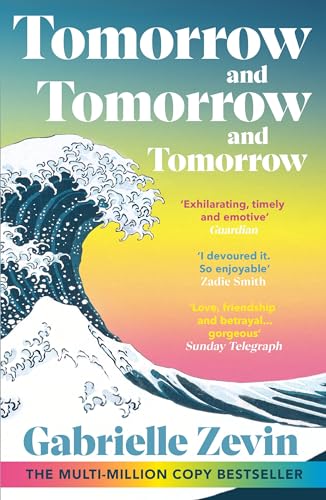 Tomorrow
and
Tomorrow
and
Tomorrow
‘Exhilarating, timely
and emotive’
Guardian
‘I devoured it.
So enjoyable’
Zadie Smith
‘Love, friendship
and betrayal...
gorgeous’
Sunday Telegraph
Gabrielle Zevin
THE MULTI-MILLION COPY BESTSELLER